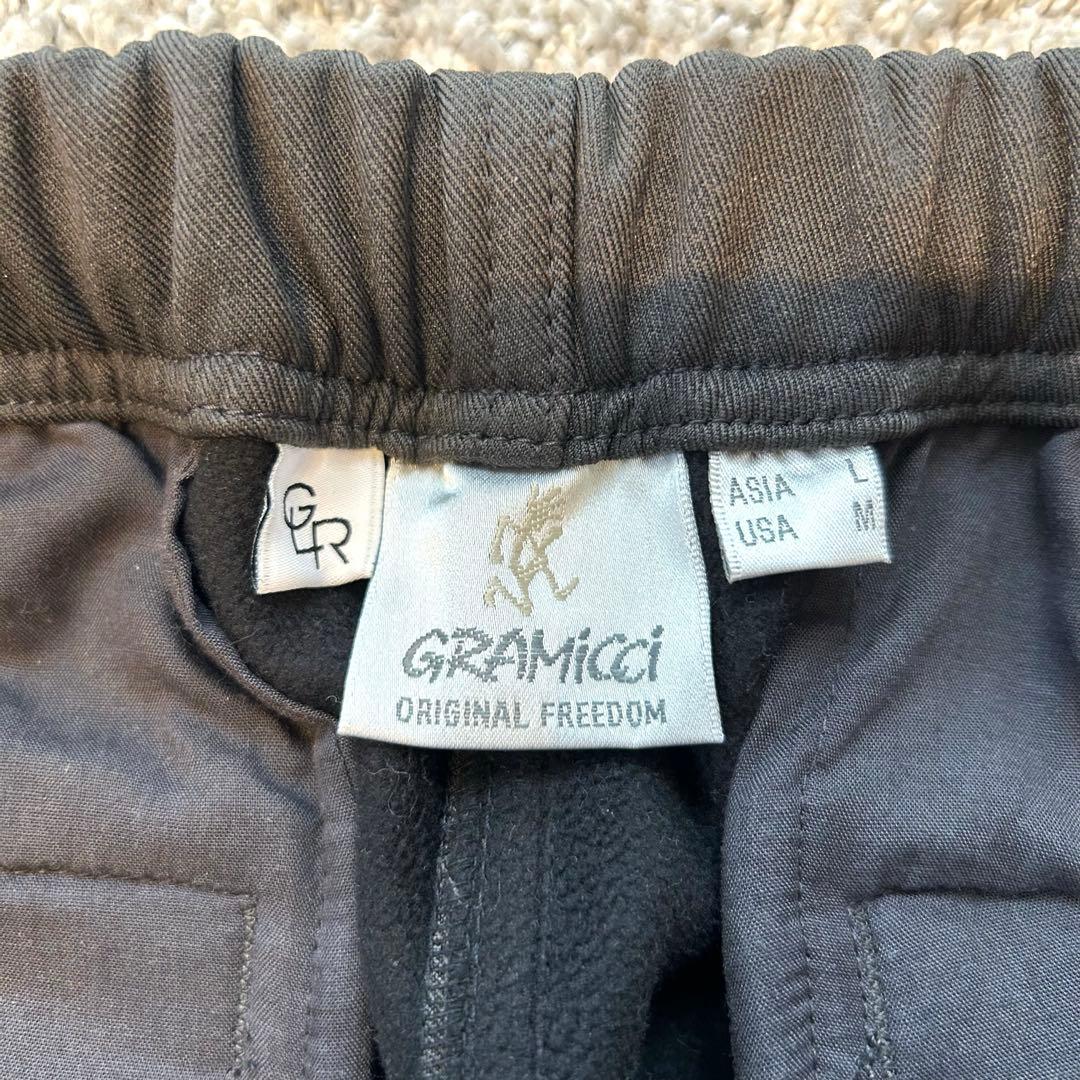 GLR
GRAMiCCi
ORIGINAL FREEDOM
ASIA L
USA M